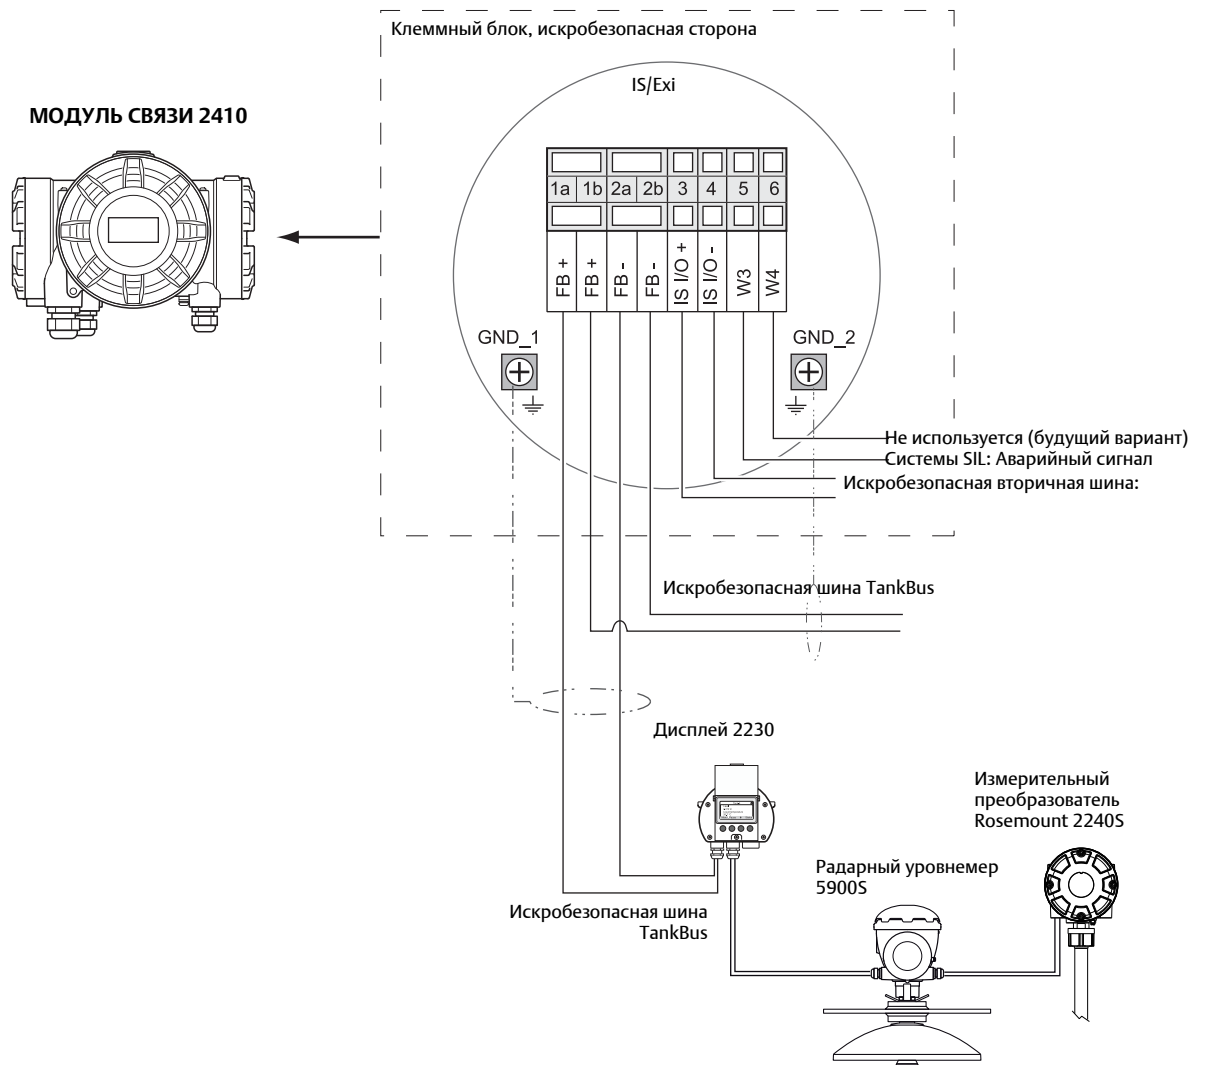 Клеммный блок, искробезопасная сторона
IS/Exi
МОДУЛЬ СВЯЗИ 2410
1a 1b 2a 2b 3 4 5 6
FB +
FB +
FB -
FB -
IS I/O +
IS I/O -
W3
W4
GND_1
GND_2
Не используется (будущий вариант)
Системы SIL: Аварийный сигнал
Искробезопасная вторичная шина:
Искробезопасная шина TankBus
Дисплей 2230
Измерительный
преобразователь
Rosemount 2240S
Радарный уровнемер
5900S
Искробезопасная шина
TankBus